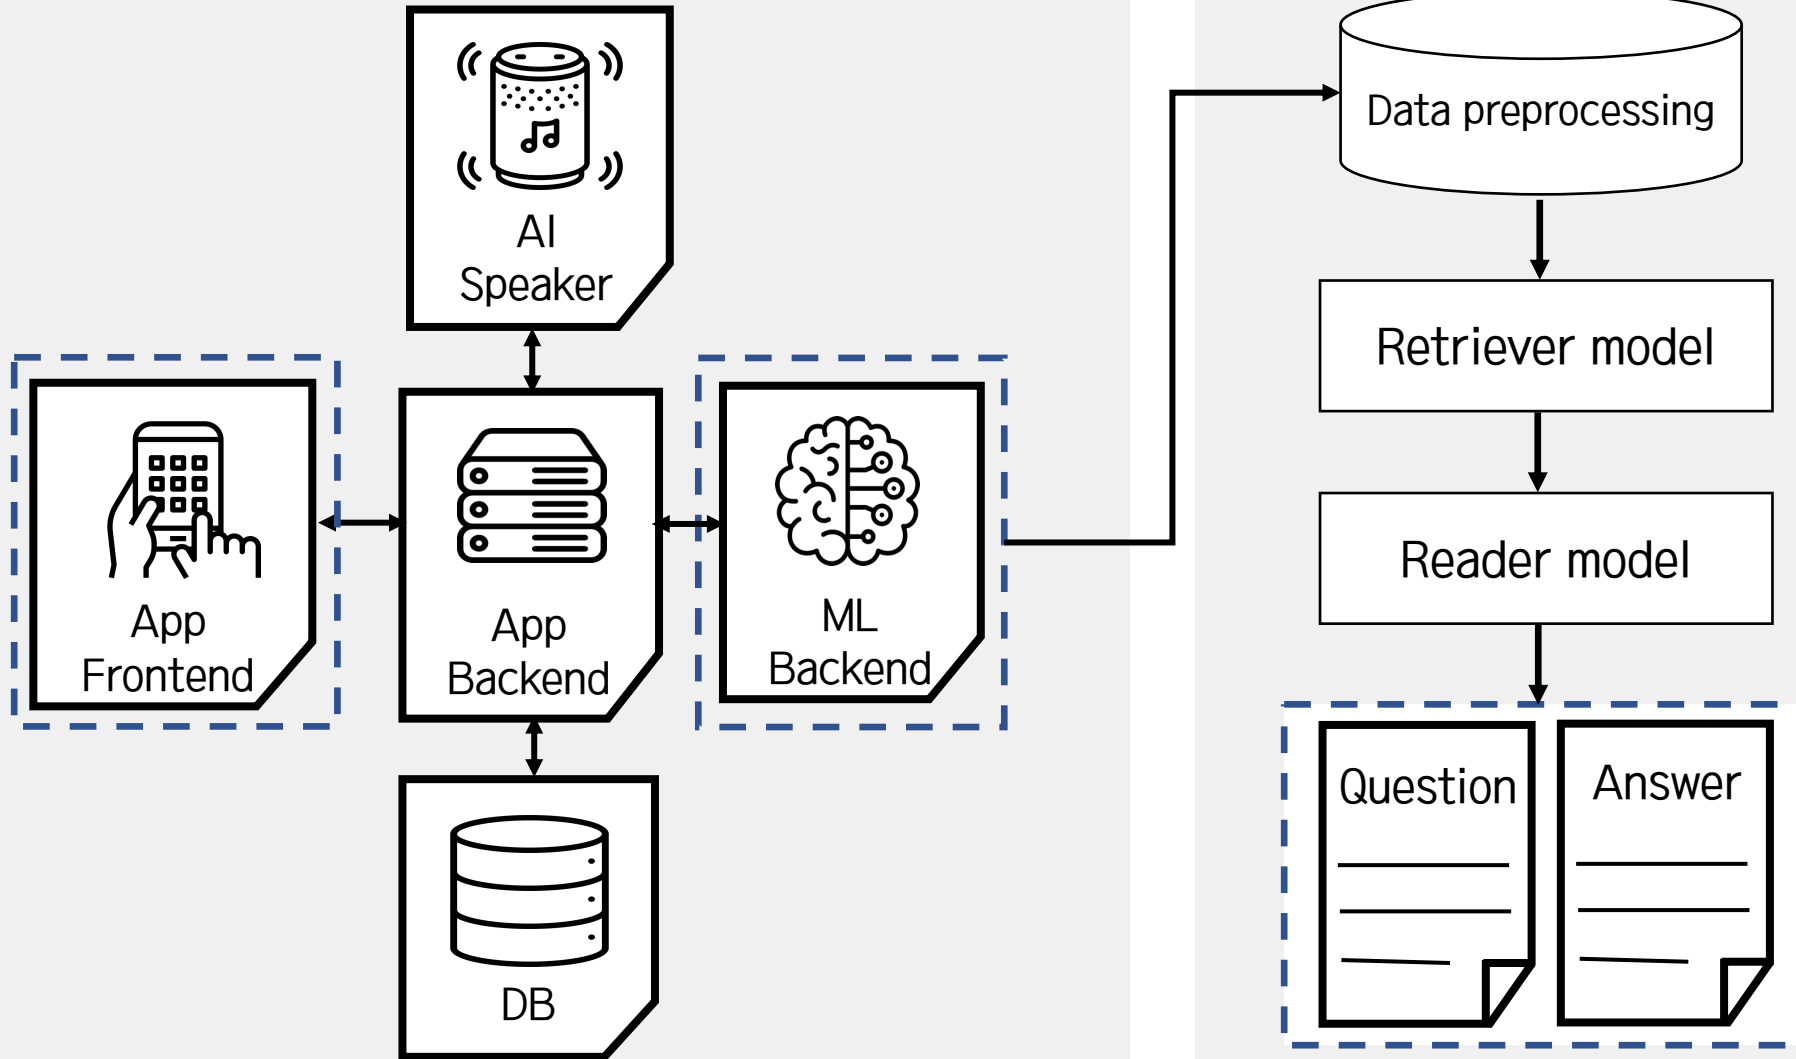 AI
Speaker
App
Frontend
App
Backend
ML
Backend
DB
Data preprocessing
Retriever model
Reader model
Question
Answer